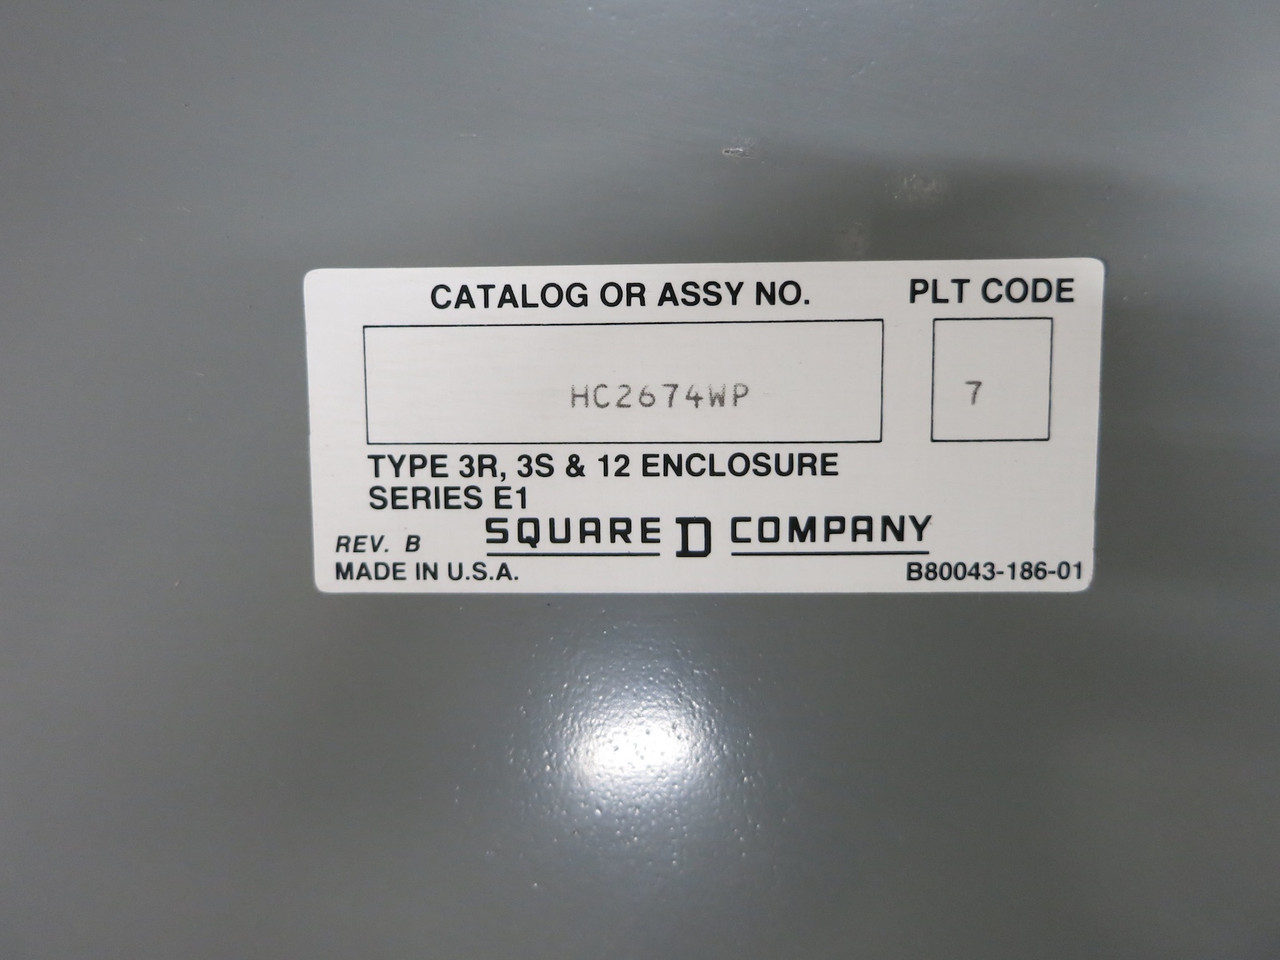 CATALOG OR ASSY NO. PLT CODE
HC2674WP 7
TYPE 3R, 3S & 12 ENCLOSURE
SERIES E1
SQUARE D COMPANY
REV. B
MADE IN U.S.A. B80043-186-01